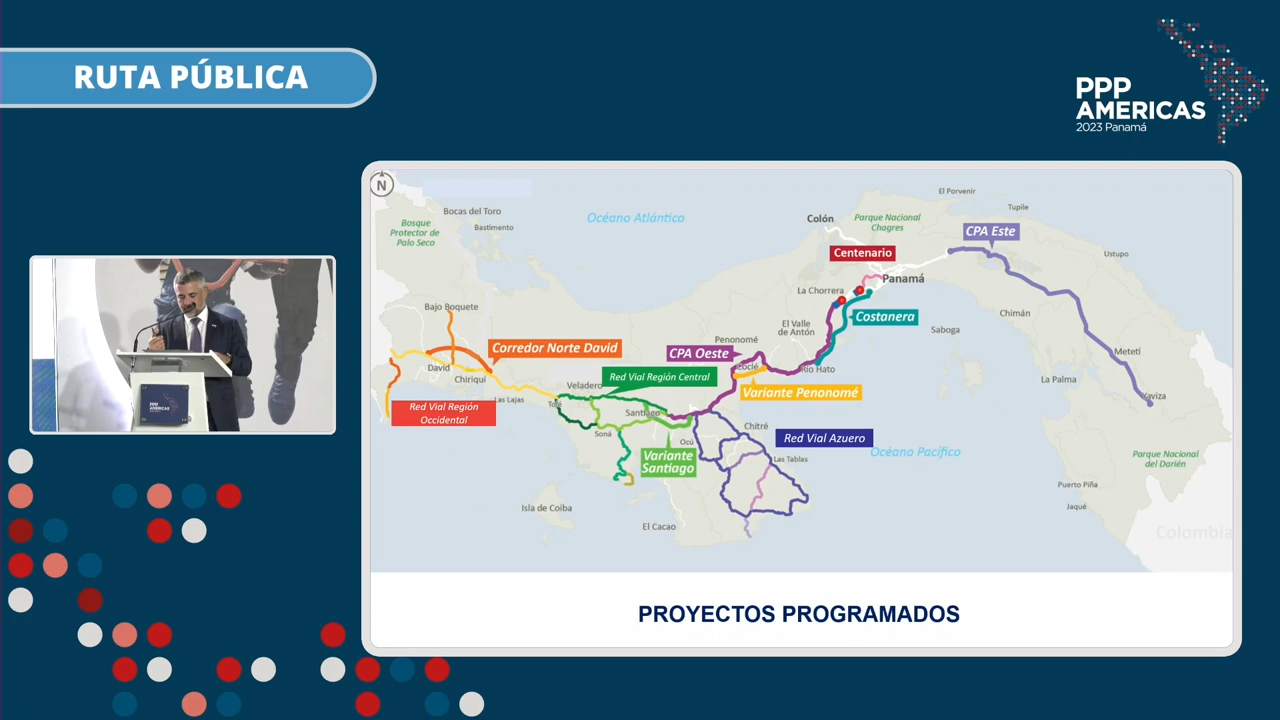 RUTA PÚBLICA
PPP
AMERICAS
2023 Panamá
N
Bosque
Protector de
Palo Seco
Bocas del Toro
Bastimento
Océano Atlántico
Colón
Parque Nacional
Chagres
El Porvenir
Tupile
CPA Este
Ustupo
Centenario
Panamá
La Chorrera
Costanera
Chimán
Saboga
El Valle
de Antón
Bajo Boquete
Penonomé
Corredor Norte David
CPA Oeste
Metetí
Coclé
Río Hato
David
Chiriquí
Red Vial Región Central
La Palma
Veladero
Variante Penonomé
Yaviza
Las Lajas
Tolé
Red Vial Región
Occidental
Santiago
Chitré
Soná
Ocú
Red Vial Azuero
Variante
Santiago
Las Tablas
Océano Pacífico
Parque Nacional
del Darién
Puerto Piña
Isla de Coiba
Jaqué
El Cacao
Colombia
PROYECTOS PROGRAMADOS
PPP
AMERICAS